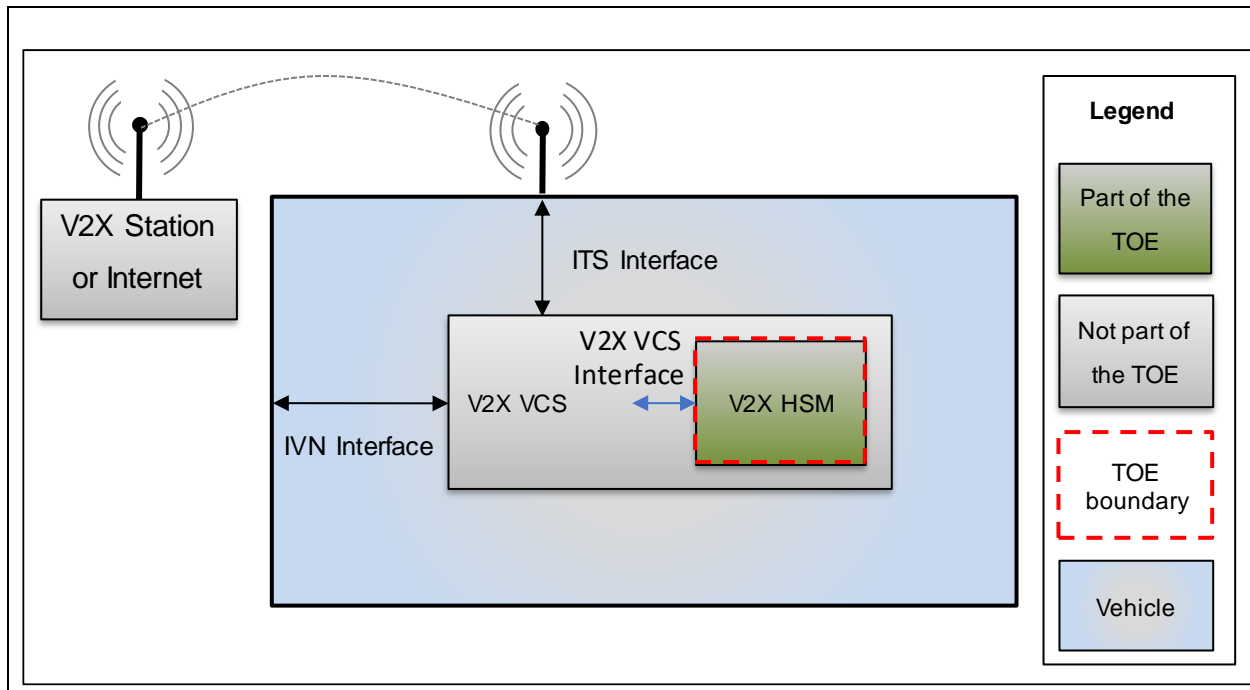 V2X Station
or Internet
ITS Interface
V2X VCS
Interface
V2X VCS
V2X HSM
IVN Interface
Legend
Part of the
TOE
Not part of
the TOE
TOE
boundary
Vehicle